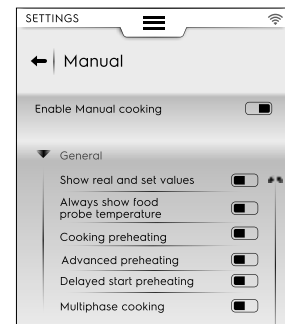 SETTINGS
Manual
Enable Manual cooking
General
Show real and set values
Always show food
probe temperature
Cooking preheating
Advanced preheating
Delayed start preheating
Multiphase cooking